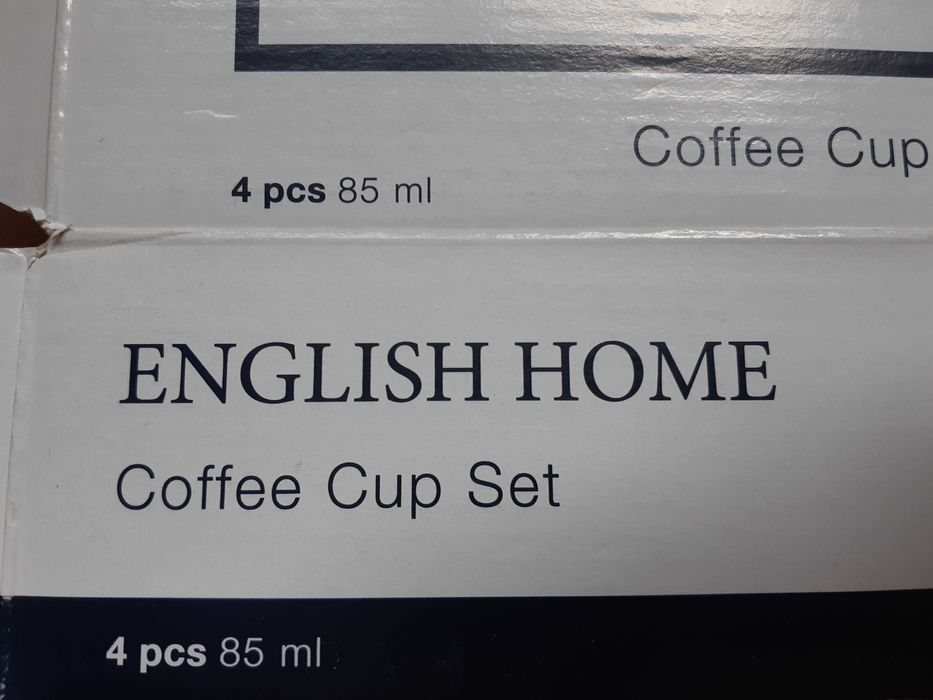 Coffee Cup
4 pcs 85 ml
ENGLISH HOME
Coffee Cup Set
4 pcs 85 ml